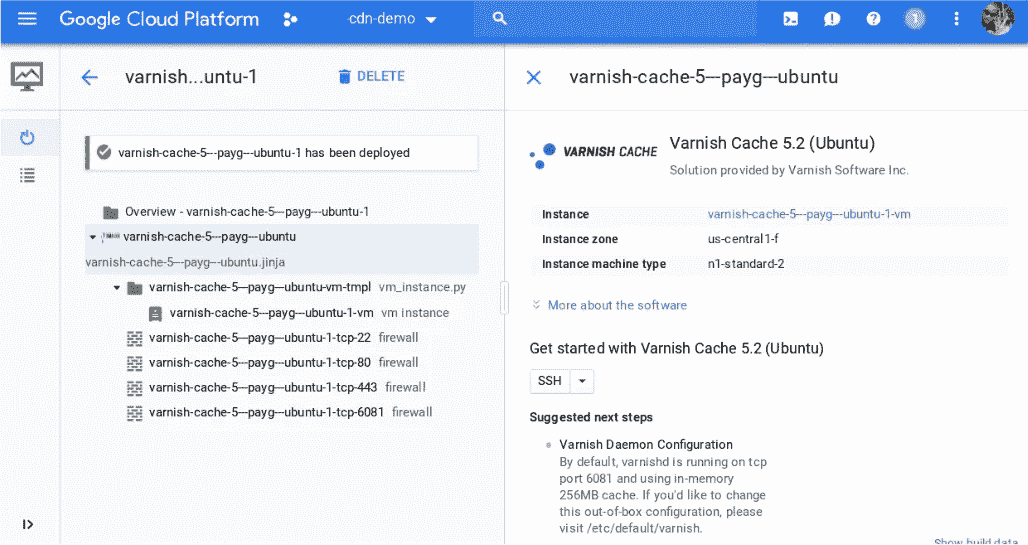 Google Cloud Platform
cdn-demo
varnish...untu-1
DELETE
varnish-cache-5---payg---ubuntu-1 has been deployed
Overview - varnish-cache-5---payg---ubuntu-1
varnish-cache-5---payg---ubuntu
varnish-cache-5---payg---ubuntu.jinja
varnish-cache-5---payg---ubuntu-vm-tmpl vm_instance.py
varnish-cache-5---payg---ubuntu-1-vm vm instance
varnish-cache-5---payg---ubuntu-1-tcp-22 firewall
varnish-cache-5---payg---ubuntu-1-tcp-80 firewall
varnish-cache-5---payg---ubuntu-1-tcp-443 firewall
varnish-cache-5---payg---ubuntu-1-tcp-6081 firewall
varnish-cache-5---payg---ubuntu
VARNISH CACHE
Varnish Cache 5.2 (Ubuntu)
Solution provided by Varnish Software Inc.
Instance varnish-cache-5---payg---ubuntu-1-vm
Instance zone us-central1-f
Instance machine type n1-standard-2
More about the software
Get started with Varnish Cache 5.2 (Ubuntu)
SSH
Suggested next steps
Varnish Daemon Configuration
By default, varnishd is running on tcp
port 6081 and using in-memory
256MB cache. If you'd like to change
this out-of-box configuration, please
visit /etc/default/varnish.
Show build data